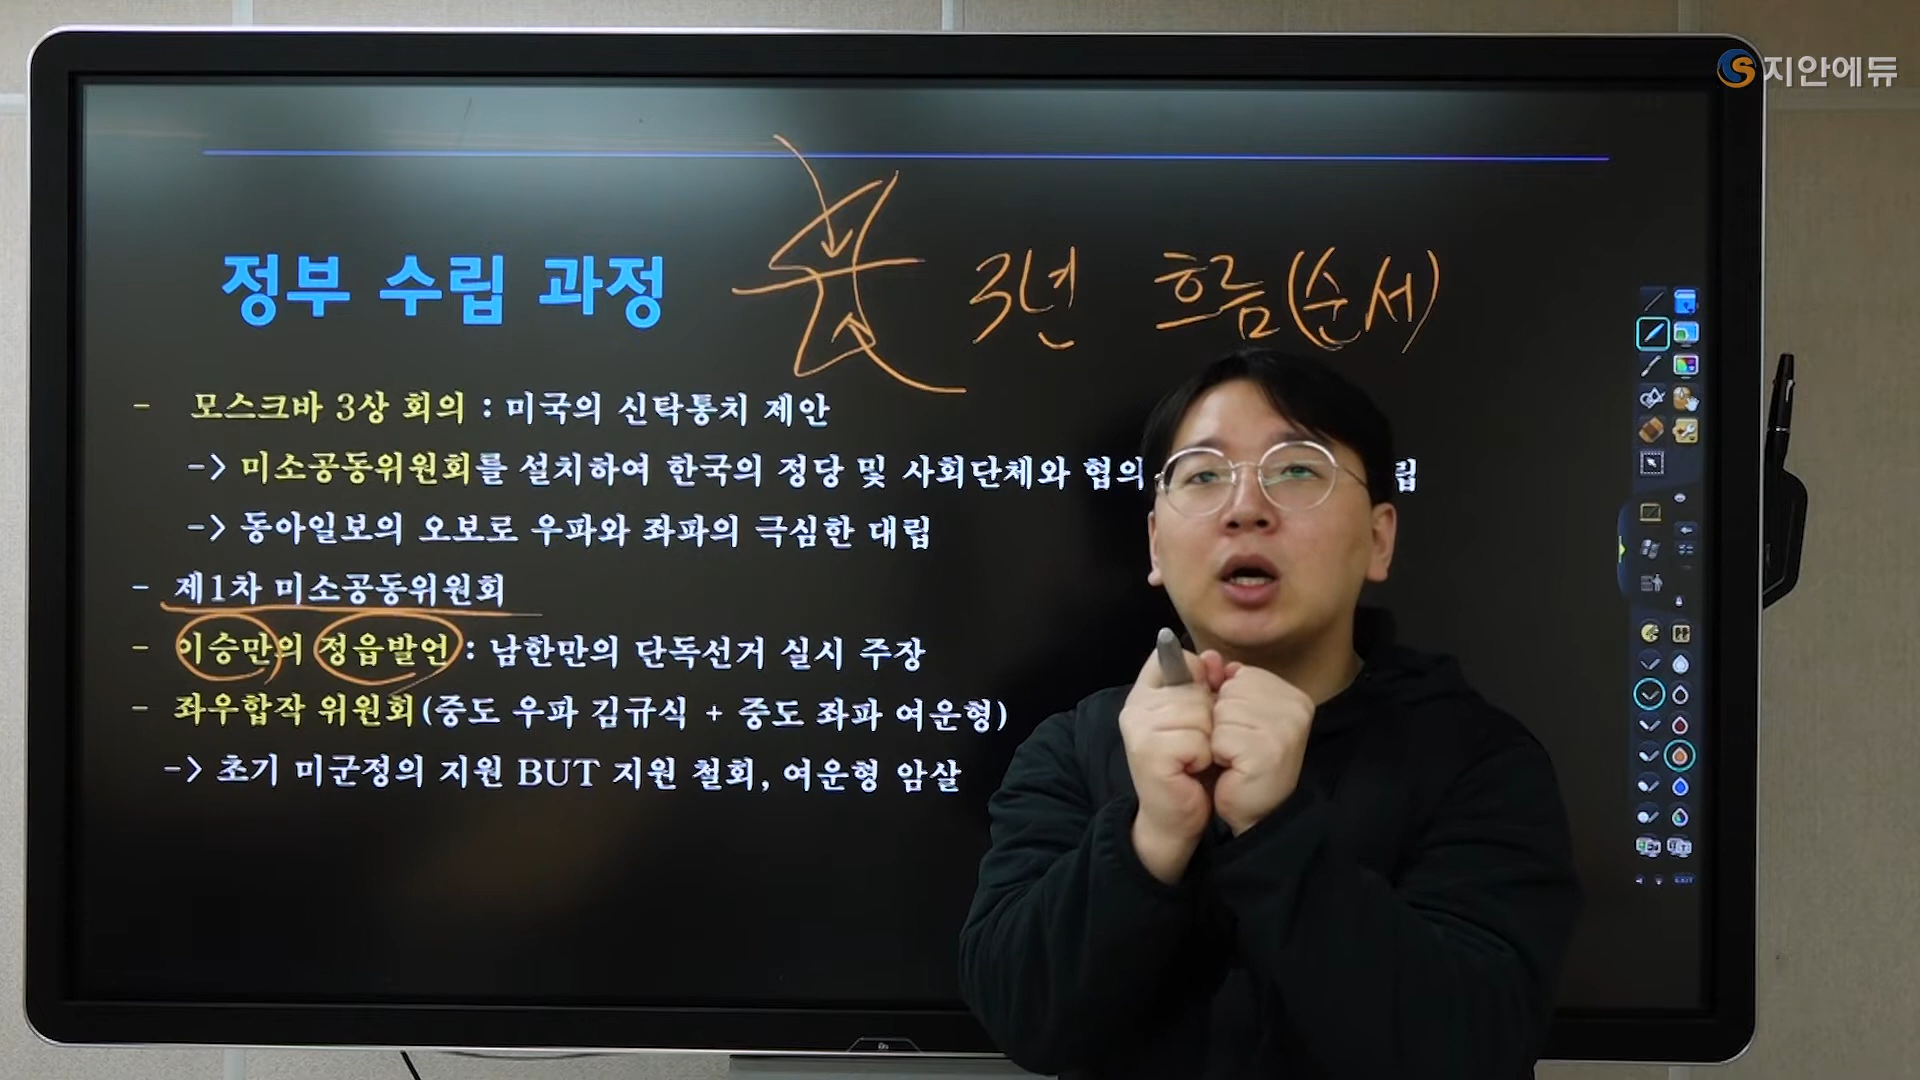 지안에듀
정부 수립 과정 3년 흐름(순서)
- 모스크바 3상 회의 : 미국의 신탁통치 제안
-> 미소공동위원회를 설치하여 한국의 정당 및 사회단체와 협의 립
-> 동아일보의 오보로 우파와 좌파의 극심한 대립
- 제1차 미소공동위원회
- 이승만의 정읍발언 : 남한만의 단독선거 실시 주장
- 좌우합작 위원회(중도 우파 김규식 + 중도 좌파 여운형)
-> 초기 미군정의 지원 BUT 지원 철회, 여운형 암살